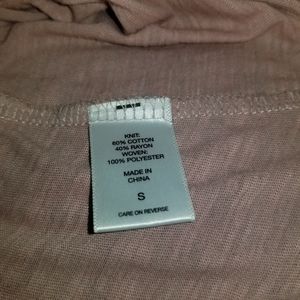 KNIT:
60% COTTON
40% RAYON
WOVEN:
100% POLYESTER
MADE IN
CHINA
S
CARE ON REVERSE